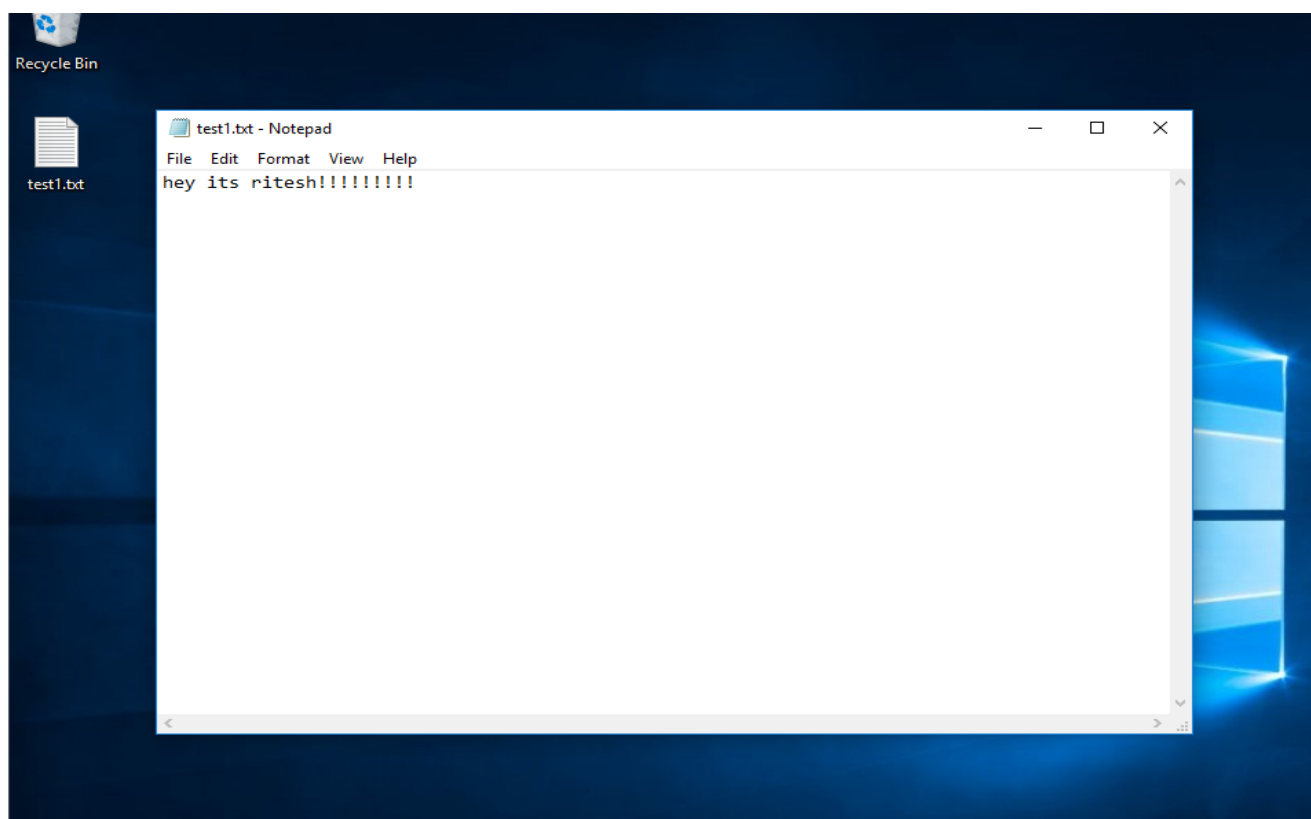 Recycle Bin
test1.txt
test1.txt - Notepad
File Edit Format View Help
hey its ritesh!!!!!!!!!